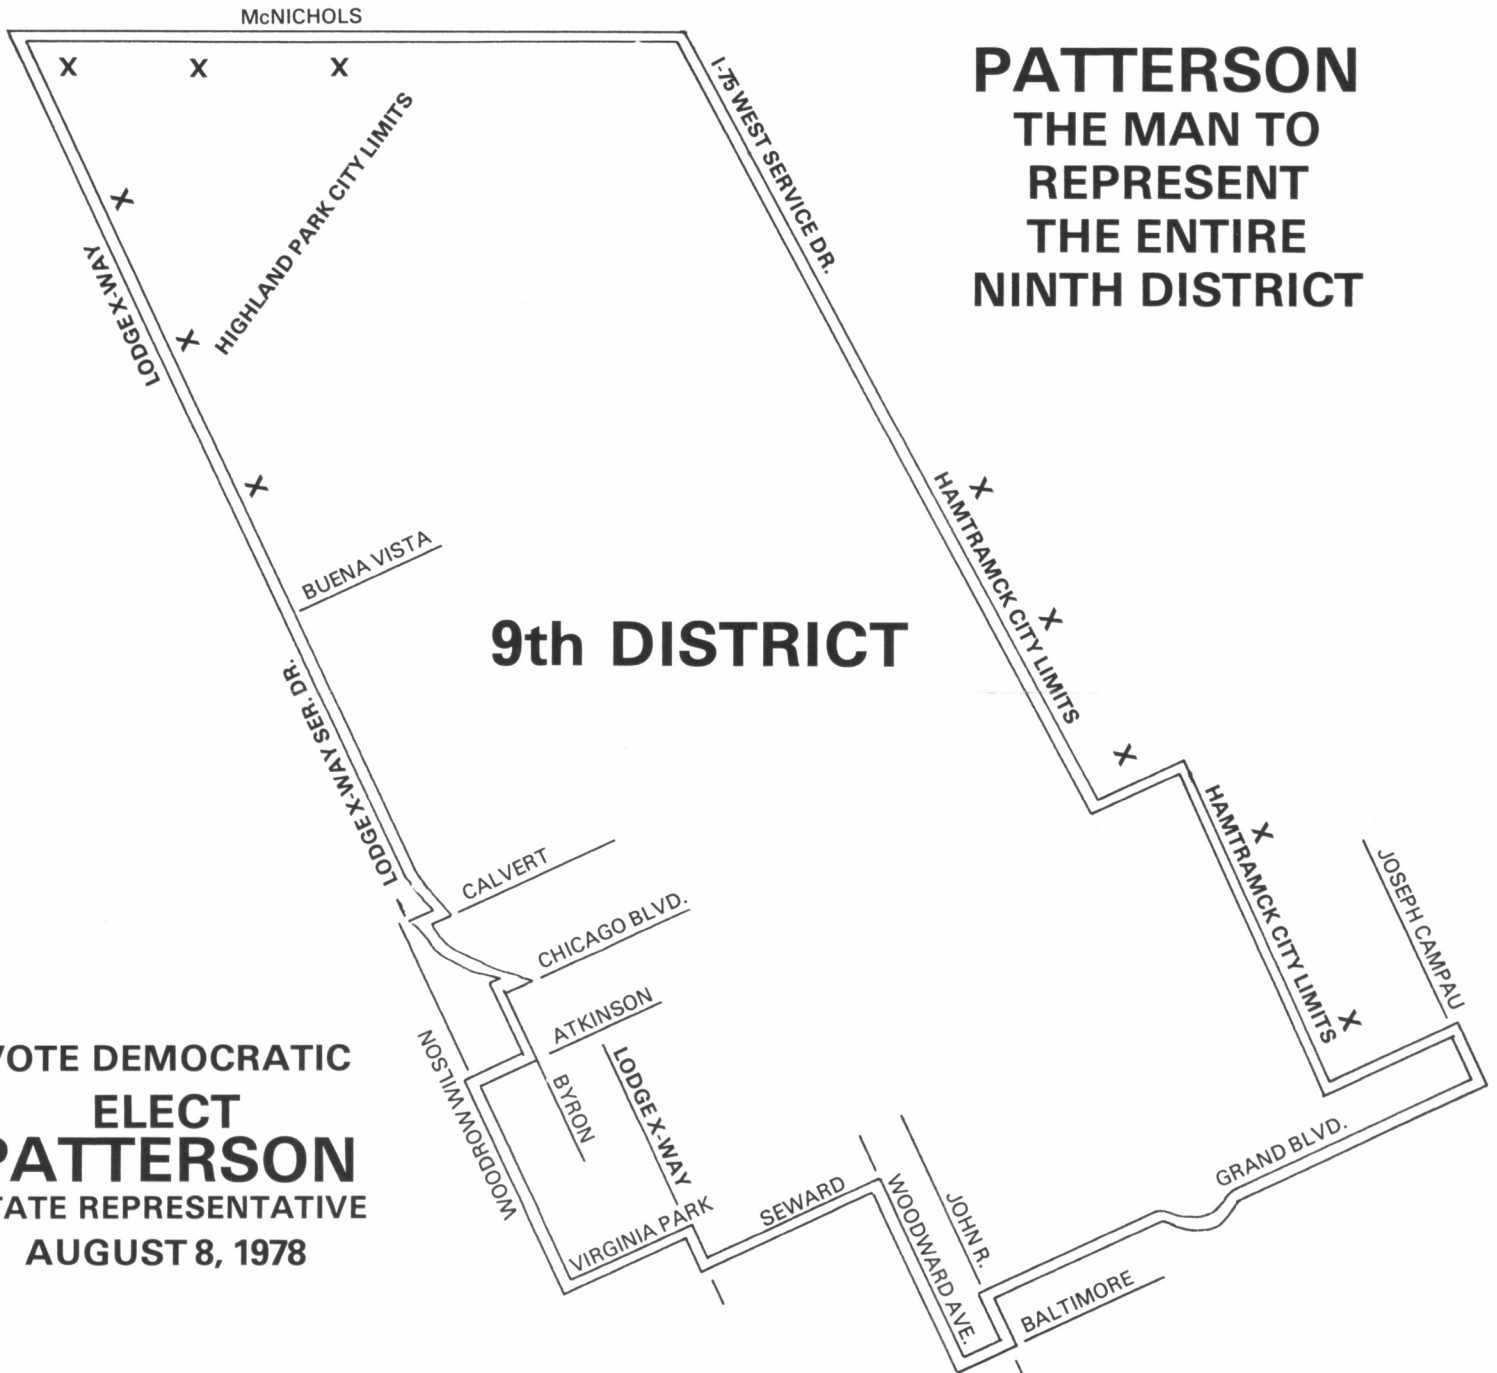 McNICHOLS
X X X
I-75 WEST SERVICE DR.
PATTERSON
THE MAN TO
REPRESENT
THE ENTIRE
NINTH DISTRICT
HIGHLAND PARK CITY LIMITS
X
LODGE X-WAY
X
X
BUENA VISTA
9th DISTRICT
X
HAMTRAMCK CITY LIMITS
X
X
LODGE X-WAY SER. DR.
HAMTRAMCK CITY LIMITS
X
X
JOSEPH CAMPAU
CALVERT
CHICAGO BLVD.
ATKINSON
WOODROW WILSON
BYRON
LODGE X-WAY
VIRGINIA PARK
SEWARD
WOODWARD AVE.
JOHN R.
GRAND BLVD.
BALTIMORE
VOTE DEMOCRATIC
ELECT
PATTERSON
STATE REPRESENTATIVE
AUGUST 8, 1978